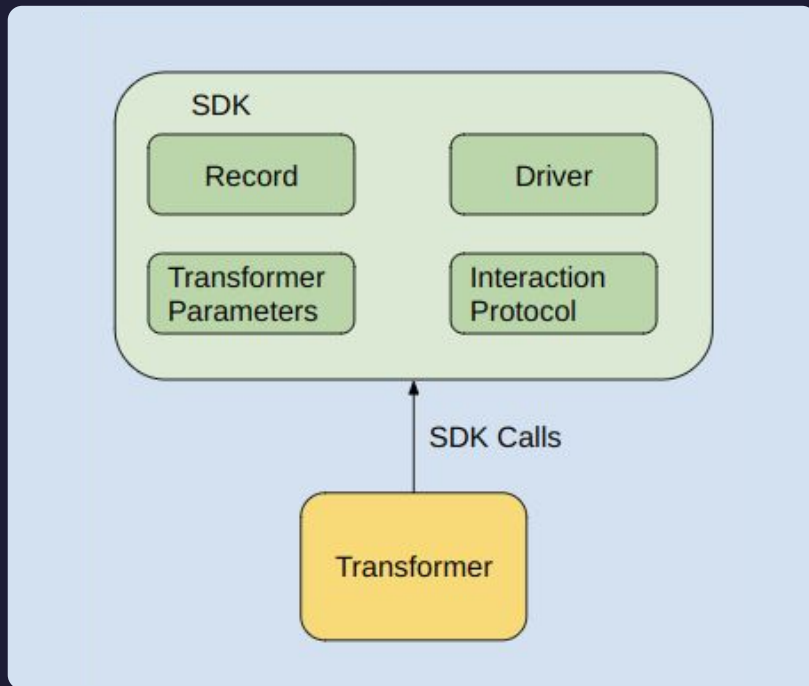 SDK
Record
Driver
Transformer
Parameters
Interaction
Protocol
SDK Calls
Transformer